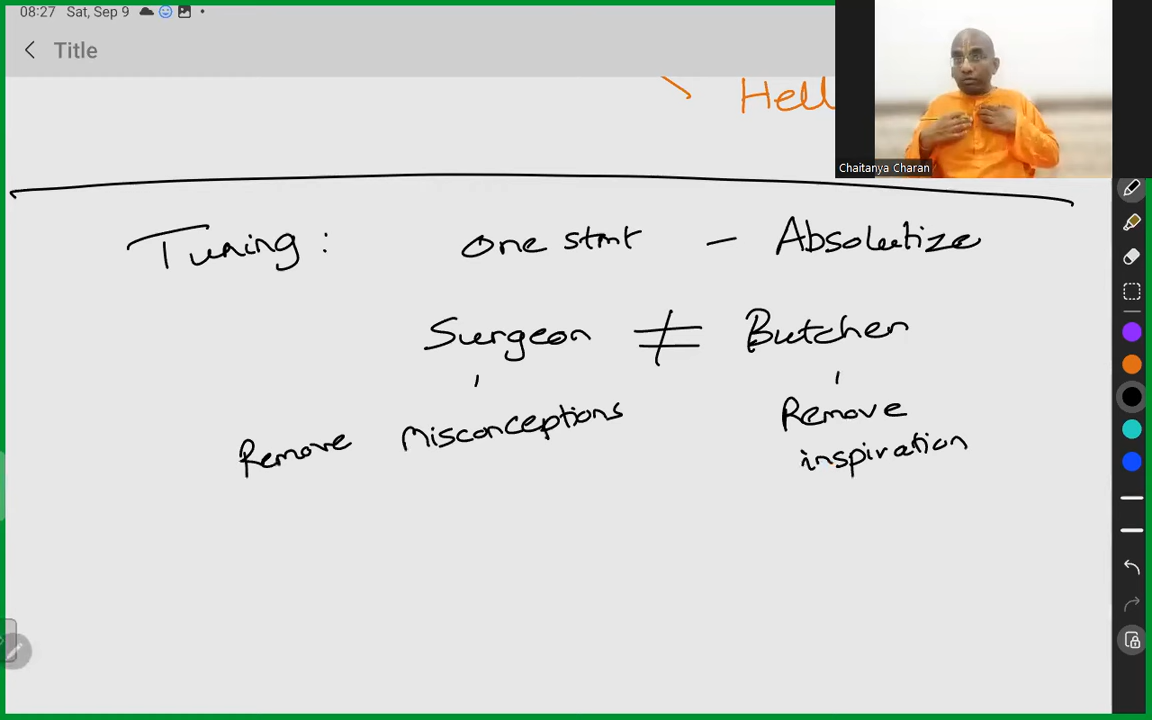 08:27 Sat, Sep 9
Title
Hell
Chaitanya Charan
Tuning : One stmt - Absolutize
Surgeon ≠ Butcher
Remove Misconceptions
Remove
inspiration